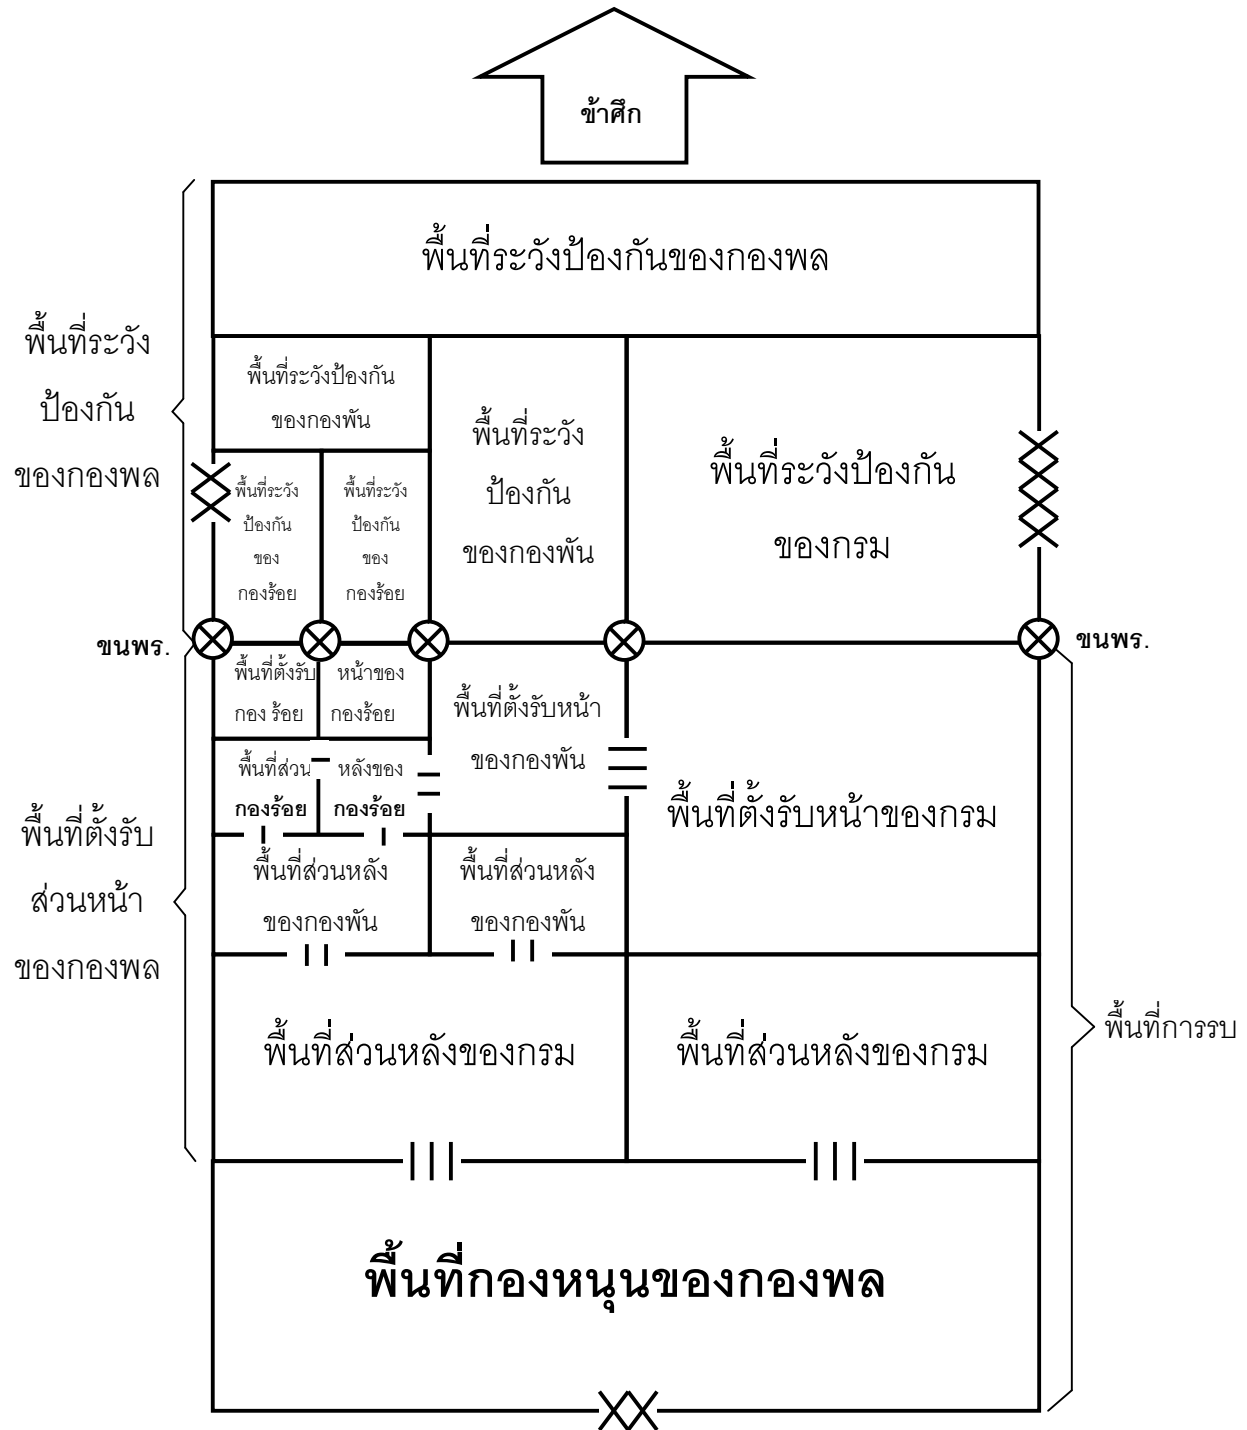 ข้าศึก
พื้นที่ระวังป้องกันของกองพล
พื้นที่ระวัง
ป้องกัน
ของกองพล
พื้นที่ระวังป้องกัน
ของกองพัน
พื้นที่ระวัง
ป้องกัน
ของกองพัน
พื้นที่ระวังป้องกัน
ของกรม
พื้นที่ระวัง
ป้องกัน
ของ
กองร้อย
พื้นที่ระวัง
ป้องกัน
ของ
กองร้อย
ขนพร.
ขนพร.
พื้นที่ตั้งรับ
กอง ร้อย
หน้าของ
กองร้อย
พื้นที่ตั้งรับหน้า
ของกองพัน
พื้นที่ส่วน
กองร้อย
หลังของ
กองร้อย
พื้นที่ตั้งรับหน้าของกรม
พื้นที่ตั้งรับ
ส่วนหน้า
ของกองพล
พื้นที่ส่วนหลัง
ของกองพัน
พื้นที่ส่วนหลัง
ของกองพัน
พื้นที่ส่วนหลังของกรม
พื้นที่ส่วนหลังของกรม
พื้นที่การรบ
พื้นที่กองหนุนของกองพล